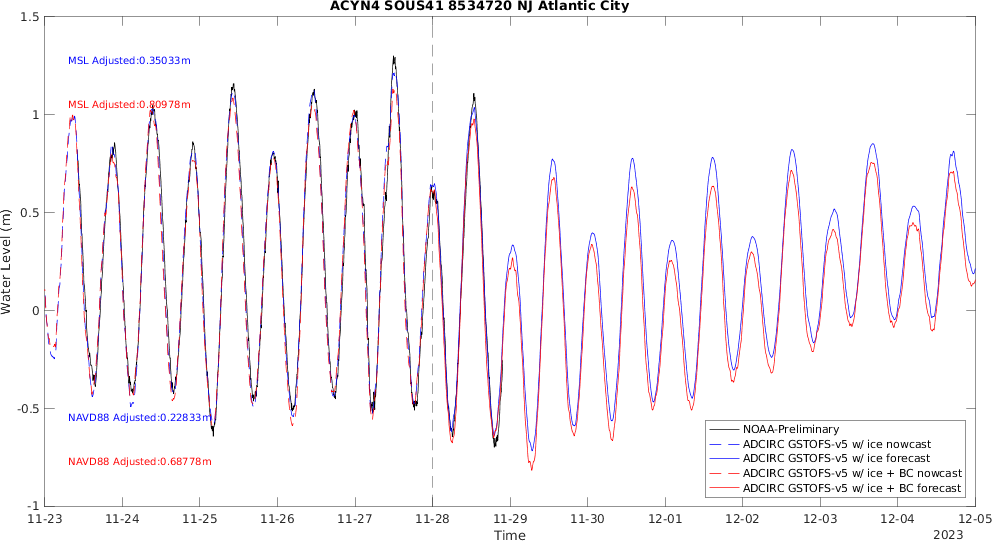 ACYN4 SOUS41 8534720 NJ Atlantic City
1.5
1
0.5
0
-0.5
-1
Water Level (m)
MSL Adjusted:0.35033m
MSL Adjusted:0.80978m
NAVD88 Adjusted:0.22833m
NAVD88 Adjusted:0.68778m
NOAA-Preliminary
ADCIRC GSTOFS-v5 w/ ice nowcast
ADCIRC GSTOFS-v5 w/ ice forecast
ADCIRC GSTOFS-v5 w/ ice + BC nowcast
ADCIRC GSTOFS-v5 w/ ice + BC forecast
11-23 11-24 11-25 11-26 11-27 11-28 11-29 11-30 12-01 12-02 12-03 12-04 12-05
Time
2023